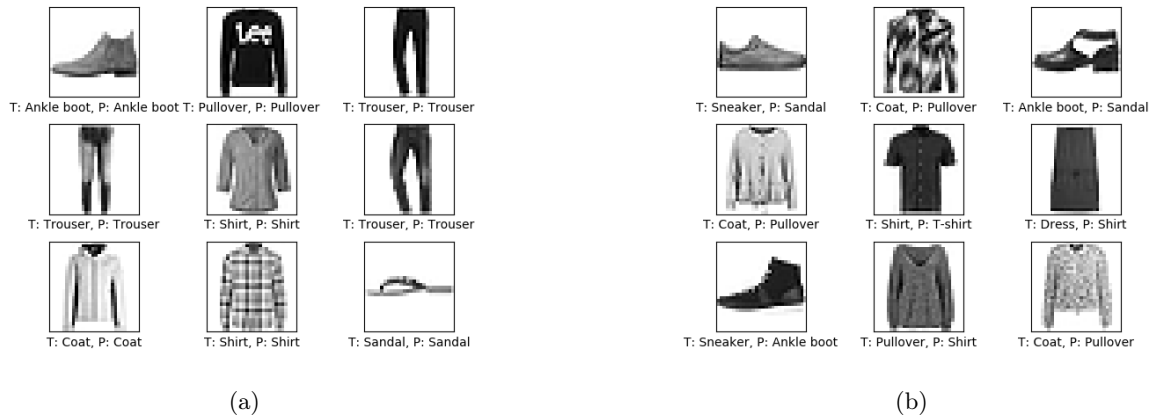 Lee
T: Ankle boot, P: Ankle boot T: Pullover, P: Pullover T: Trouser, P: Trouser
T: Trouser, P: Trouser T: Shirt, P: Shirt T: Trouser, P: Trouser
T: Coat, P: Coat T: Shirt, P: Shirt T: Sandal, P: Sandal
(a)
T: Sneaker, P: Sandal T: Coat, P: Pullover T: Ankle boot, P: Sandal
T: Coat, P: Pullover T: Shirt, P: T-shirt T: Dress, P: Shirt
T: Sneaker, P: Ankle boot T: Pullover, P: Shirt T: Coat, P: Pullover
(b)